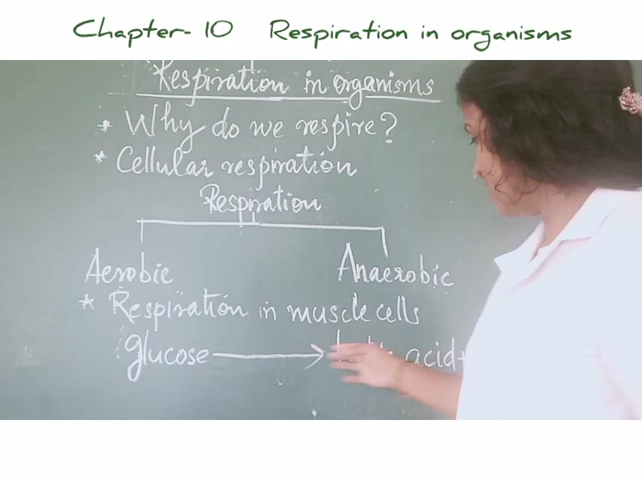 Chapter- 10 Respiration in organisms
Respiration in organisms
* Why do we respire?
* Cellular respiration
Respiration
Aerobic Anaerobic
* Respiration in muscle cells
glucose → acid+